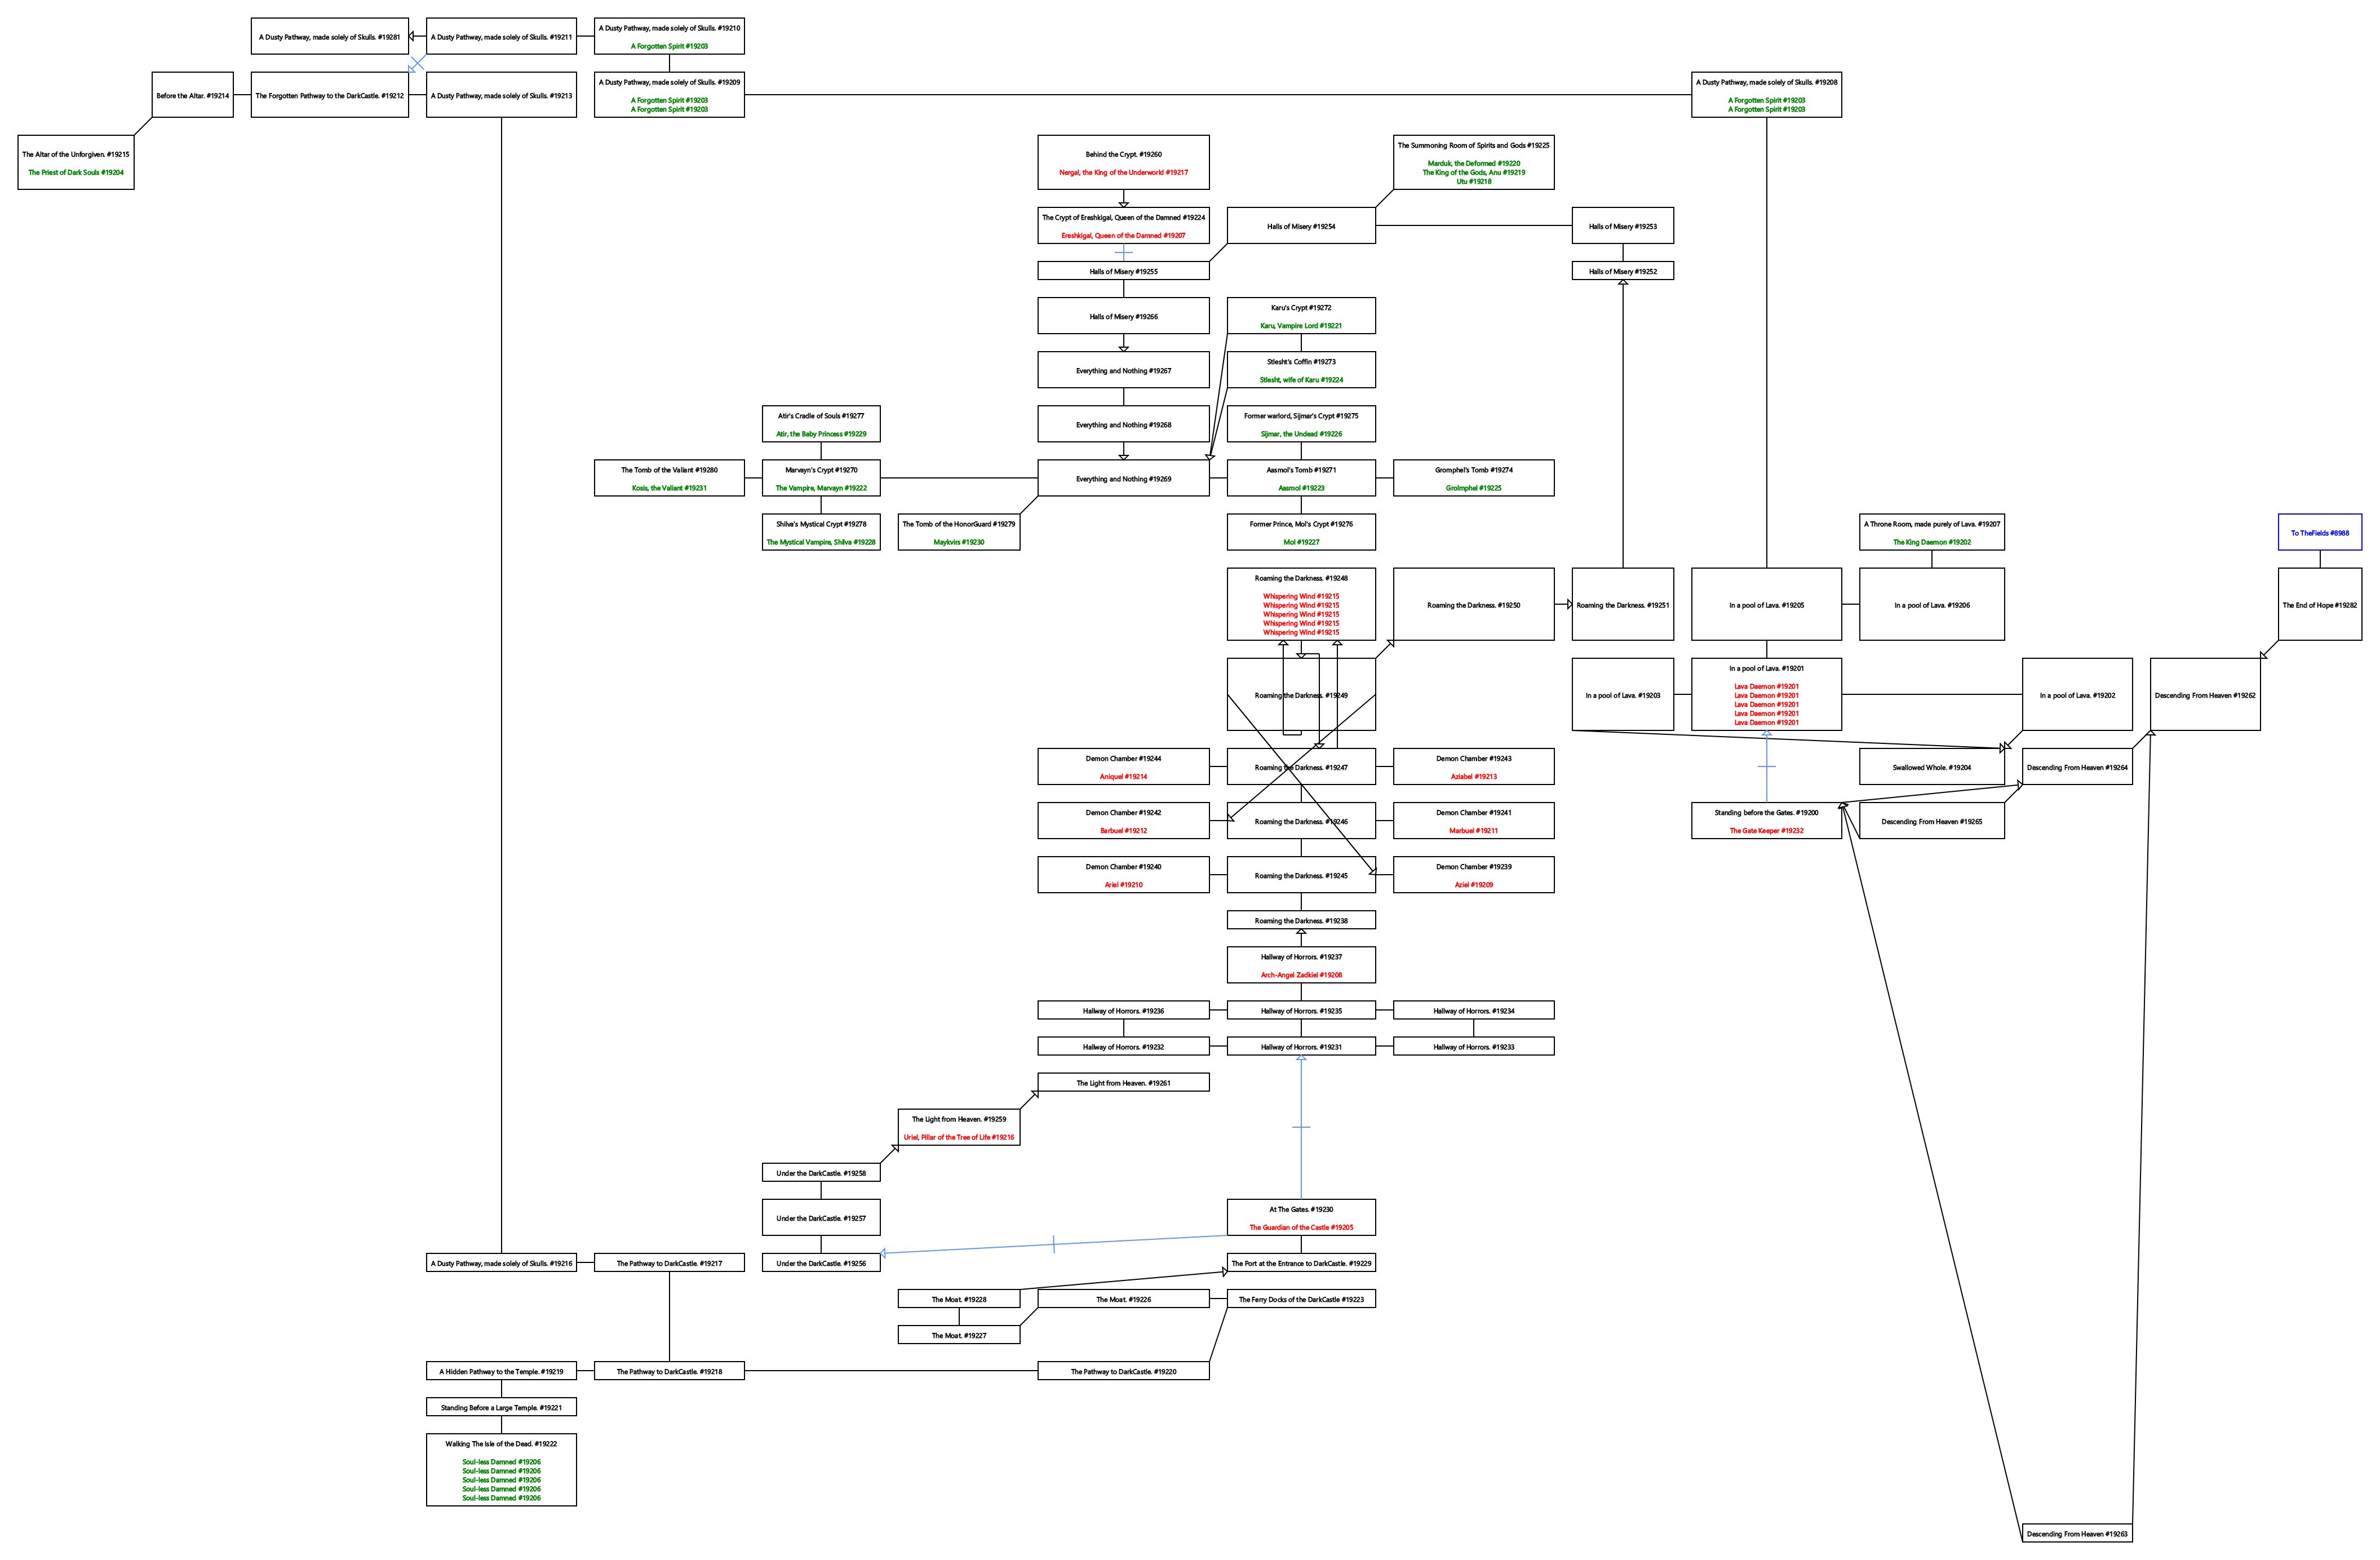 A Dusty Pathway, made solely of Skulls. #19281
A Dusty Pathway, made solely of Skulls. #19211
A Dusty Pathway, made solely of Skulls. #19210
A Forgotten Spirit #19203
Before the Altar. #19214
The Forgotten Pathway to the DarkCastle. #19212
A Dusty Pathway, made solely of Skulls. #19213
A Dusty Pathway, made solely of Skulls. #19209
A Forgotten Spirit #19203
A Forgotten Spirit #19203
A Dusty Pathway, made solely of Skulls. #19208
A Forgotten Spirit #19203
A Forgotten Spirit #19203
The Altar of the Unforgiven. #19215
The Priest of Dark Souls #19204
Behind the Crypt. #19260
Nergal, the King of the Underworld #19217
The Summoning Room of Spirits and Gods #19225
Marduk, the Deformed #19220
The King of the Gods, Anu #19219
Utu #19218
The Crypt of Ereshkigal, Queen of the Damned #19224
Ereshkigal, Queen of the Damned #19207
Halls of Misery #19254
Halls of Misery #19253
Halls of Misery #19255
Halls of Misery #19252
Halls of Misery #19266
Karu's Crypt #19272
Karu, Vampire Lord #19221
Everything and Nothing #19267
Stlesht's Coffin #19273
Stlesht, wife of Karu #19224
Atir's Cradle of Souls #19277
Atir, the Baby Princess #19229
Everything and Nothing #19268
Former warlord, Sijmar's Crypt #19275
Sijmar, the Undead #19226
The Tomb of the Valiant #19280
Kosis, the Valiant #19231
Marvayn's Crypt #19270
The Vampire, Marvayn #19222
Everything and Nothing #19269
Aasmol's Tomb #19271
Aasmol #19223
Gromphel's Tomb #19274
Grolmphel #19225
Shilva's Mystical Crypt #19278
The Mystical Vampire, Shilva #19228
The Tomb of the HonorGuard #19279
Maykvirs #19230
Former Prince, Mol's Crypt #19276
Mol #19227
A Throne Room, made purely of Lava. #19207
The King Daemon #19202
To TheFields #8988
Roaming the Darkness. #19248
Whispering Wind #19215
Whispering Wind #19215
Whispering Wind #19215
Whispering Wind #19215
Whispering Wind #19215
Roaming the Darkness. #19250
Roaming the Darkness. #19251
In a pool of Lava. #19205
In a pool of Lava. #19206
The End of Hope #19282
Roaming the Darkness. #19249
In a pool of Lava. #19203
In a pool of Lava. #19201
Lava Daemon #19201
Lava Daemon #19201
Lava Daemon #19201
Lava Daemon #19201
Lava Daemon #19201
In a pool of Lava. #19202
Descending From Heaven #19262
Demon Chamber #19244
Aniquel #19214
Roaming the Darkness. #19247
Demon Chamber #19243
Aziabel #19213
Swallowed Whole. #19204
Descending From Heaven #19264
Demon Chamber #19242
Barbuel #19212
Roaming the Darkness. #19246
Demon Chamber #19241
Marbuel #19211
Standing before the Gates. #19200
The Gate Keeper #19232
Descending From Heaven #19265
Demon Chamber #19240
Ariel #19210
Roaming the Darkness. #19245
Demon Chamber #19239
Aziel #19209
Roaming the Darkness. #19238
Hallway of Horrors. #19237
Arch-Angel Zadkiel #19208
Hallway of Horrors. #19236
Hallway of Horrors. #19235
Hallway of Horrors. #19234
Hallway of Horrors. #19232
Hallway of Horrors. #19231
Hallway of Horrors. #19233
The Light from Heaven. #19261
The Light from Heaven. #19259
Uriel, Pillar of the Tree of Life #19216
Under the DarkCastle. #19258
Under the DarkCastle. #19257
At The Gates. #19230
The Guardian of the Castle #19205
A Dusty Pathway, made solely of Skulls. #19216
The Pathway to DarkCastle. #19217
Under the DarkCastle. #19256
The Port at the Entrance to DarkCastle. #19229
The Moat. #19228
The Moat. #19226
The Ferry Docks of the DarkCastle #19223
The Moat. #19227
A Hidden Pathway to the Temple. #19219
The Pathway to DarkCastle. #19218
The Pathway to DarkCastle. #19220
Standing Before a Large Temple. #19221
Walking The isle of the Dead. #19222
Soul-less Damned #19206
Soul-less Damned #19206
Soul-less Damned #19206
Soul-less Damned #19206
Soul-less Damned #19206
Descending From Heaven #19263